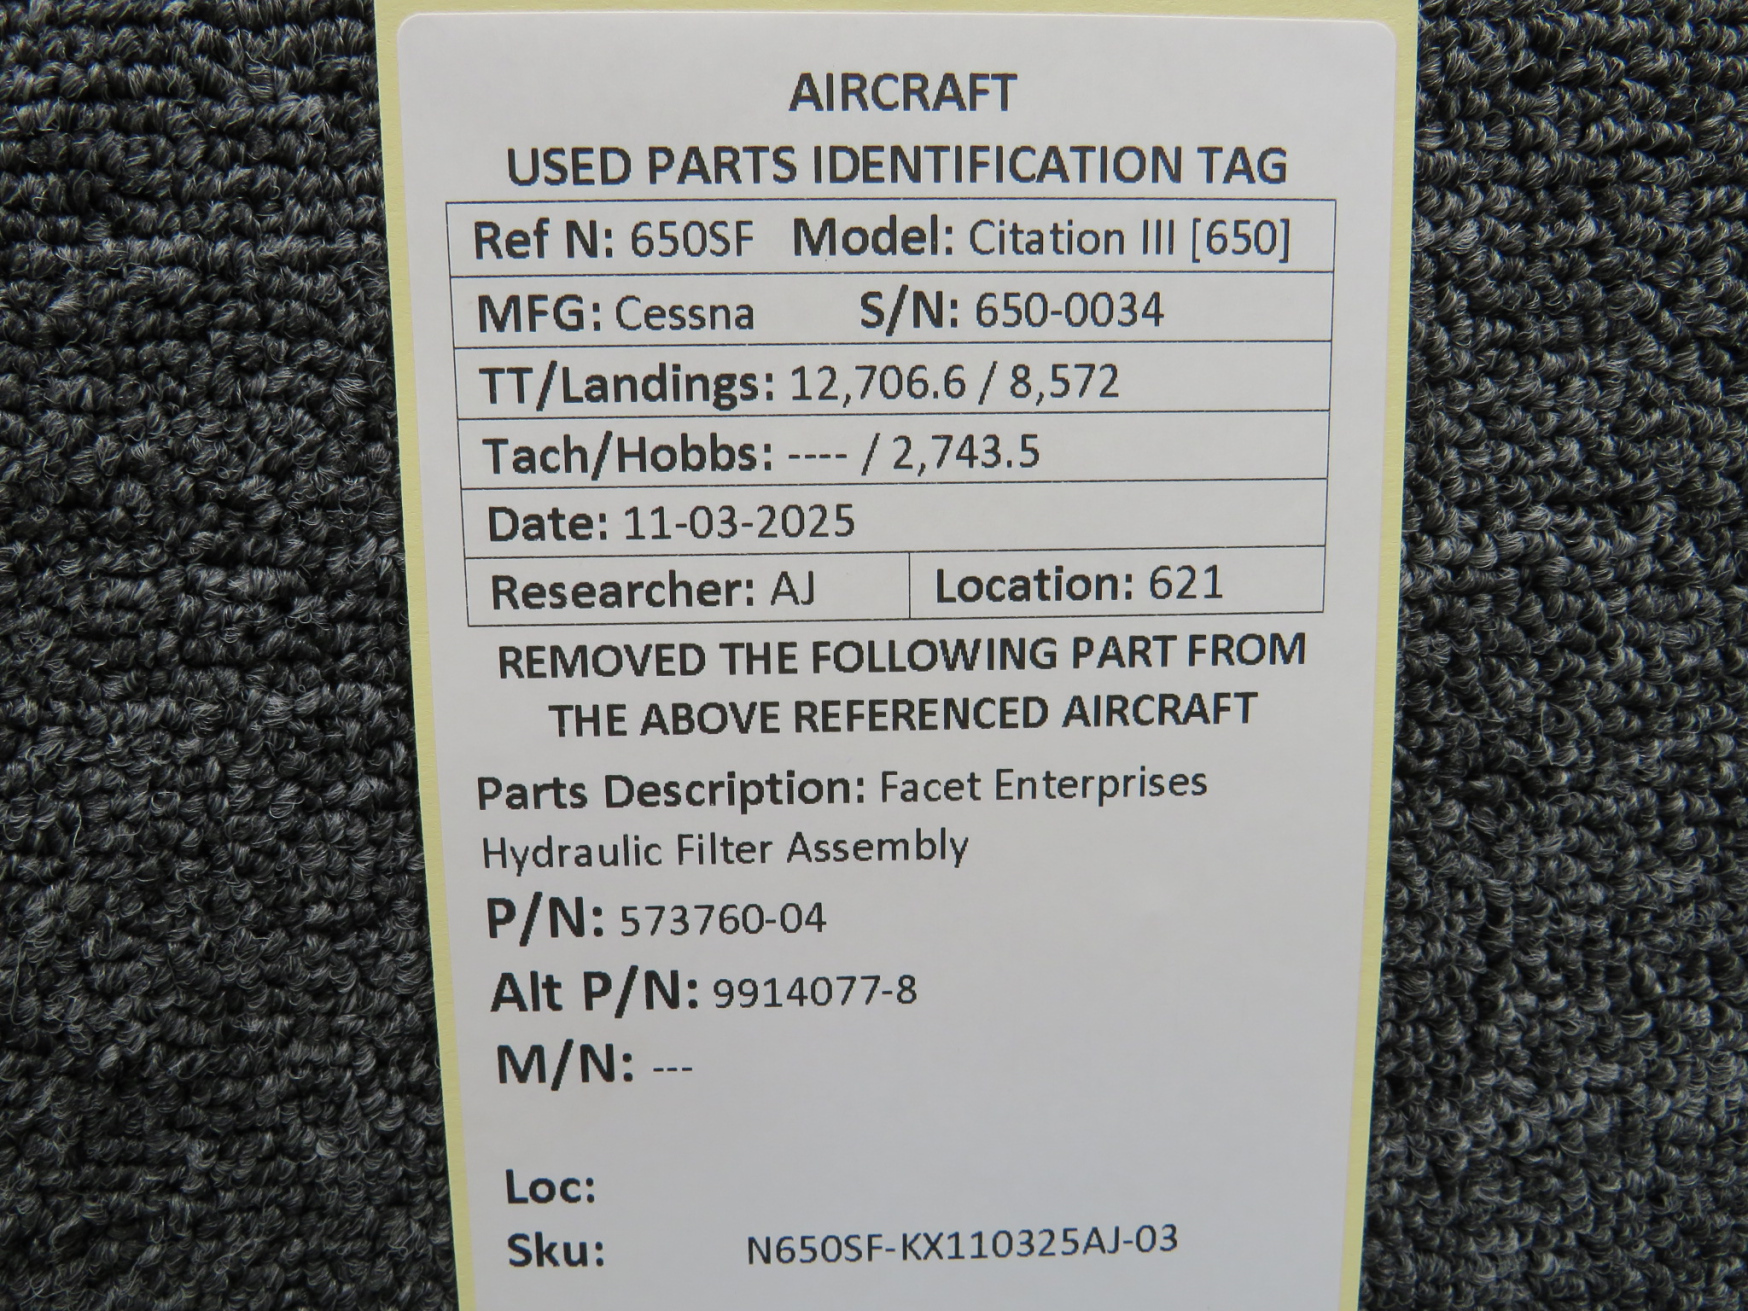 AIRCRAFT
USED PARTS IDENTIFICATION TAG
Ref N: 650SF Model: Citation III [650]
MFG: Cessna S/N: 650-0034
TT/Landings: 12,706.6 / 8,572
Tach/Hobbs: ---- / 2,743.5
Date: 11-03-2025
Researcher: AJ Location: 621
REMOVED THE FOLLOWING PART FROM
THE ABOVE REFERENCED AIRCRAFT
Parts Description: Facet Enterprises
Hydraulic Filter Assembly
P/N: 573760-04
Alt P/N: 9914077-8
M/N: ---
Loc:
Sku: N650SF-KX110325AJ-03